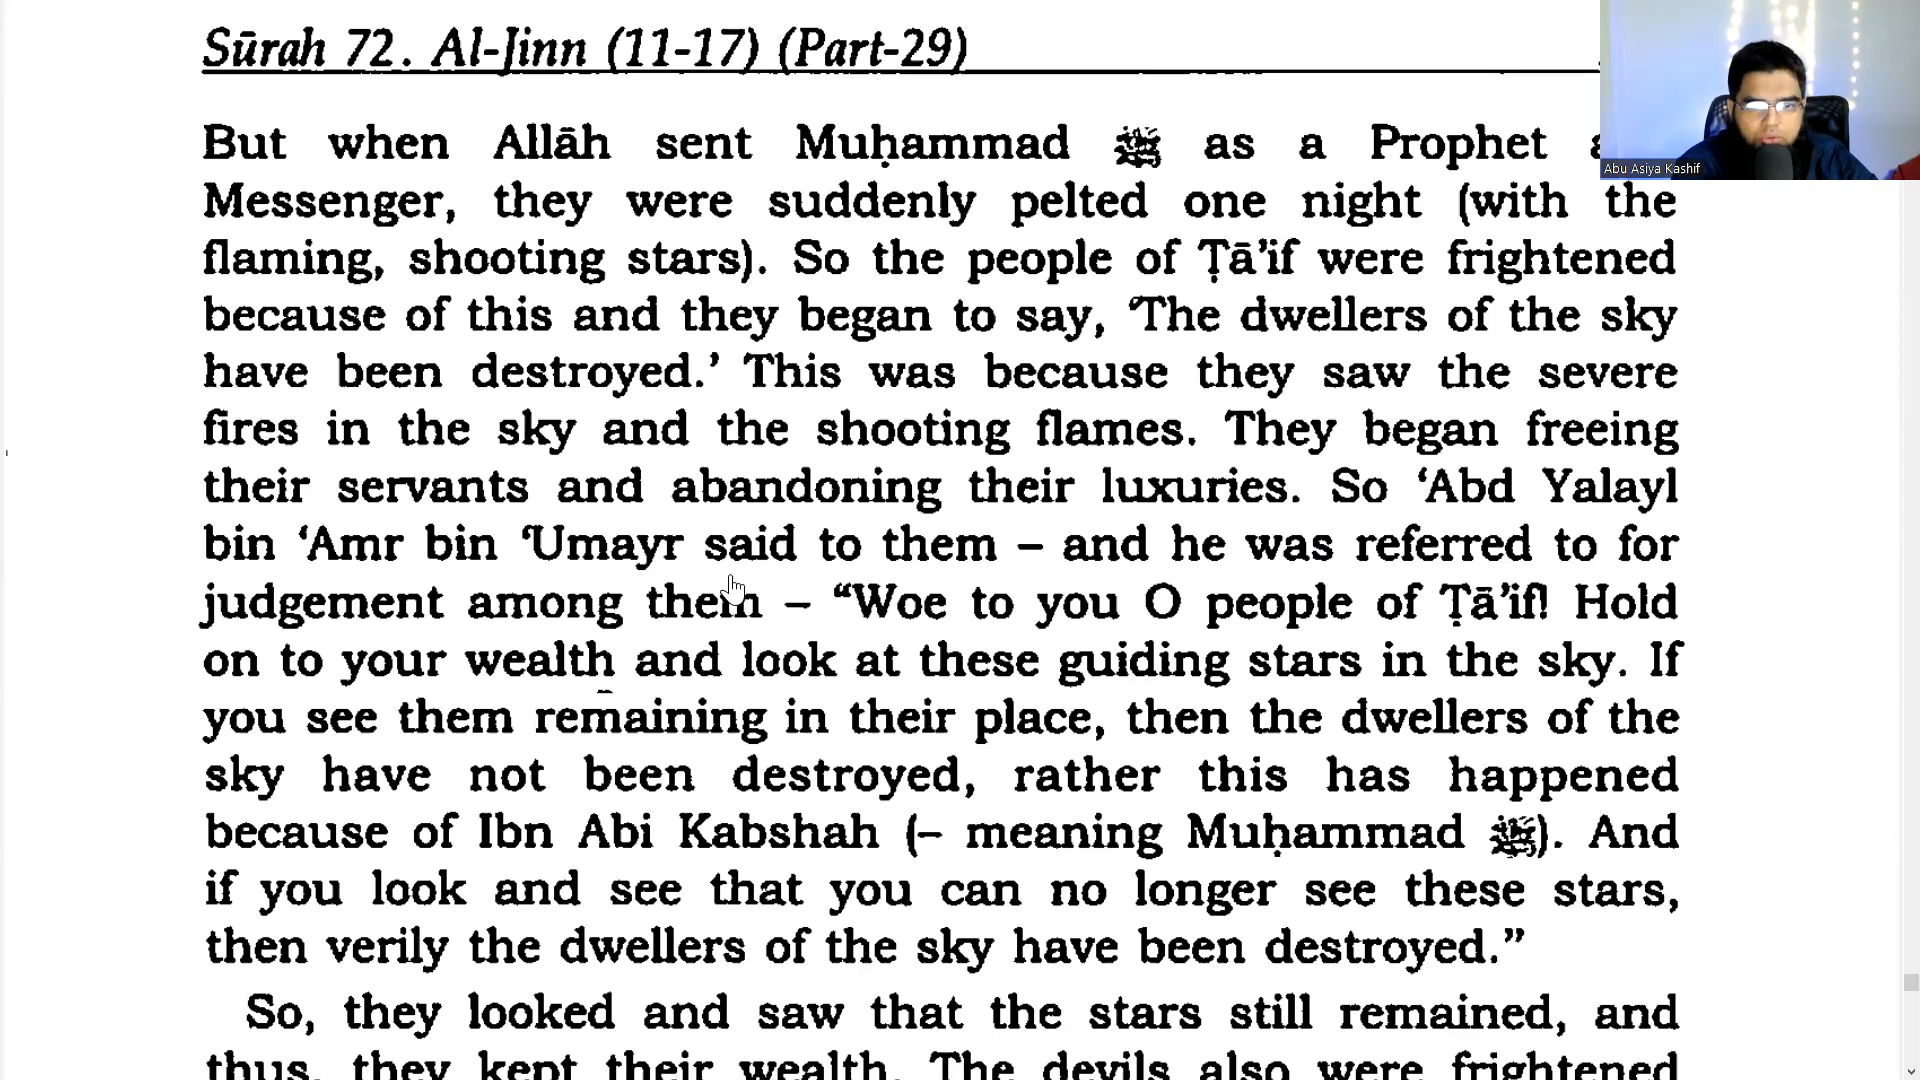 Sūrah 72. Al-Jinn (11-17) (Part-29)
But when Allāh sent Muḥammad ﷺ as a Prophet
Abu Asiya Kashif
Messenger, they were suddenly pelted one night (with the
flaming, shooting stars). So the people of Ṭā'if were frightened
because of this and they began to say, 'The dwellers of the sky
have been destroyed.' This was because they saw the severe
fires in the sky and the shooting flames. They began freeing
their servants and abandoning their luxuries. So 'Abd Yalayl
bin 'Amr bin 'Umayr said to them – and he was referred to for
judgement among them – “Woe to you O people of Ṭā'if! Hold
on to your wealth and look at these guiding stars in the sky. If
you see them remaining in their place, then the dwellers of the
sky have not been destroyed, rather this has happened
because of Ibn Abi Kabshah (– meaning Muḥammad ﷺ). And
if you look and see that you can no longer see these stars,
then verily the dwellers of the sky have been destroyed.”
So, they looked and saw that the stars still remained, and
thus, they kept their wealth. The devils also were frightened